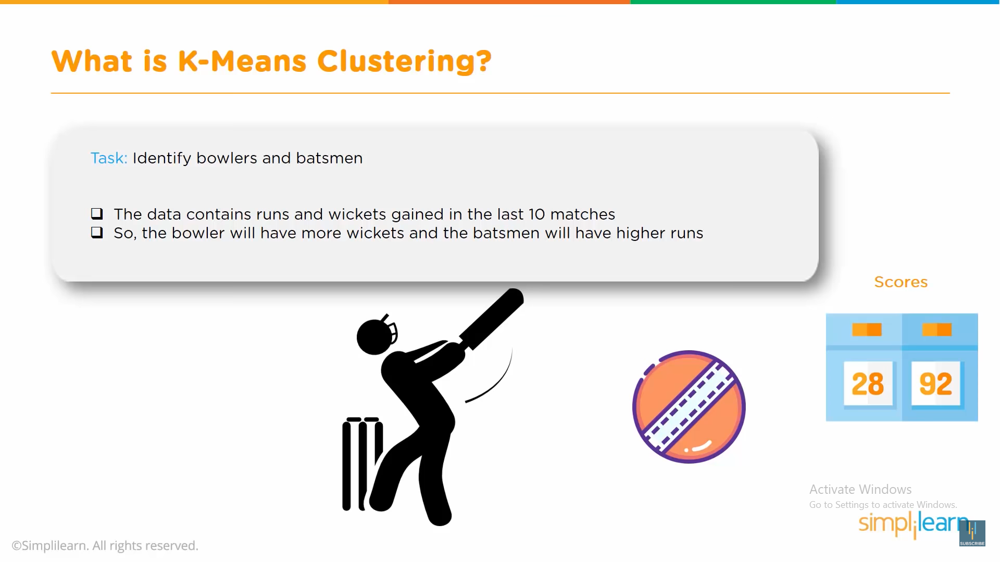 What is K-Means Clustering?
Task: Identify bowlers and batsmen
❑ The data contains runs and wickets gained in the last 10 matches
❑ So, the bowler will have more wickets and the batsmen will have higher runs
Scores
28 92
Activate Windows
Go to Settings to activate Windows.
simplilearn
SUBSCRIBE
©Simplilearn. All rights reserved.